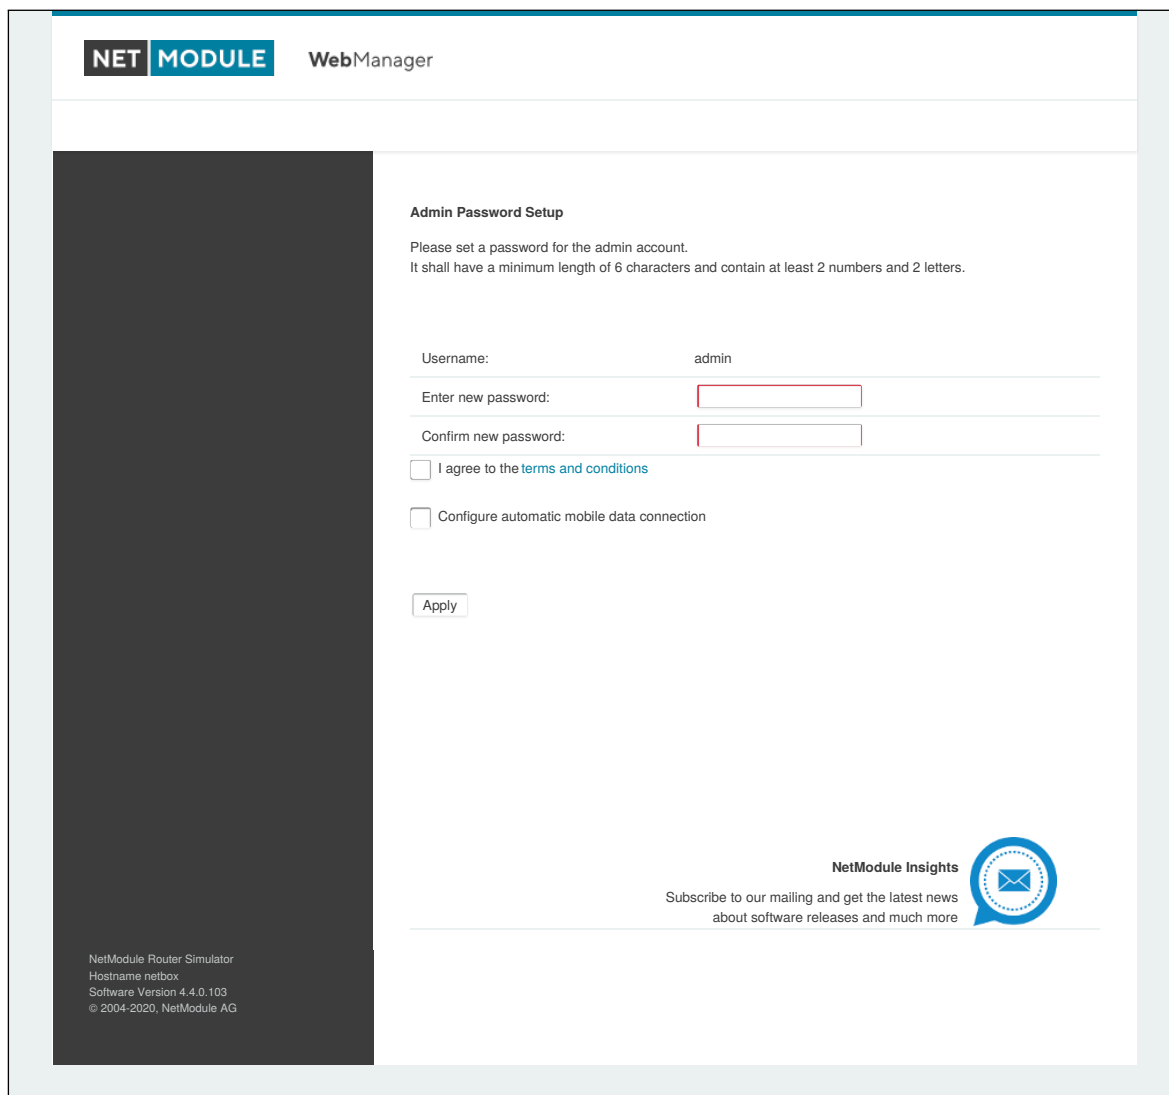 NET MODULE WebManager
Admin Password Setup
Please set a password for the admin account.
It shall have a minimum length of 6 characters and contain at least 2 numbers and 2 letters.
Username: admin
Enter new password:
Confirm new password:
I agree to the terms and conditions
Configure automatic mobile data connection
Apply
NetModule Insights
Subscribe to our mailing and get the latest news
about software releases and much more
NetModule Router Simulator
Hostname netbox
Software Version 4.4.0.103
© 2004-2020, NetModule AG